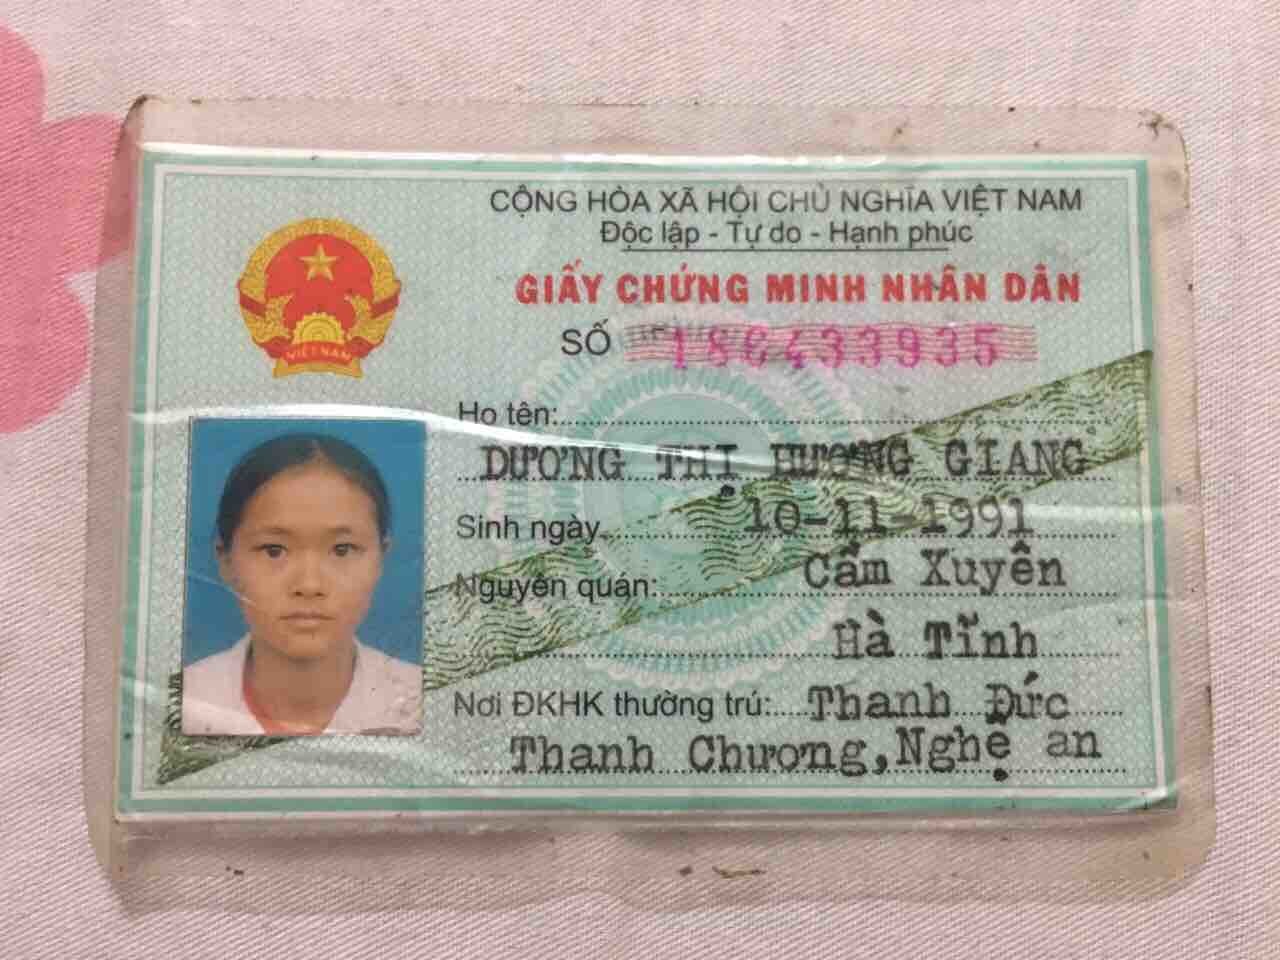 CỘNG HÒA XÃ HỘI CHỦ NGHĨA VIỆT NAM
Độc lập - Tự do - Hạnh phúc
GIẤY CHỨNG MINH NHÂN DÂN
VIỆT NAM
SỐ 186433935
Họ tên:
DƯƠNG THỊ HƯƠNG GIANG
Sinh ngày 10-11-1991
Nguyên quán: Cẩm Xuyên
Hà Tĩnh
Nơi ĐKHK thường trú: Thanh Đức
Thanh Chương,Nghệ an